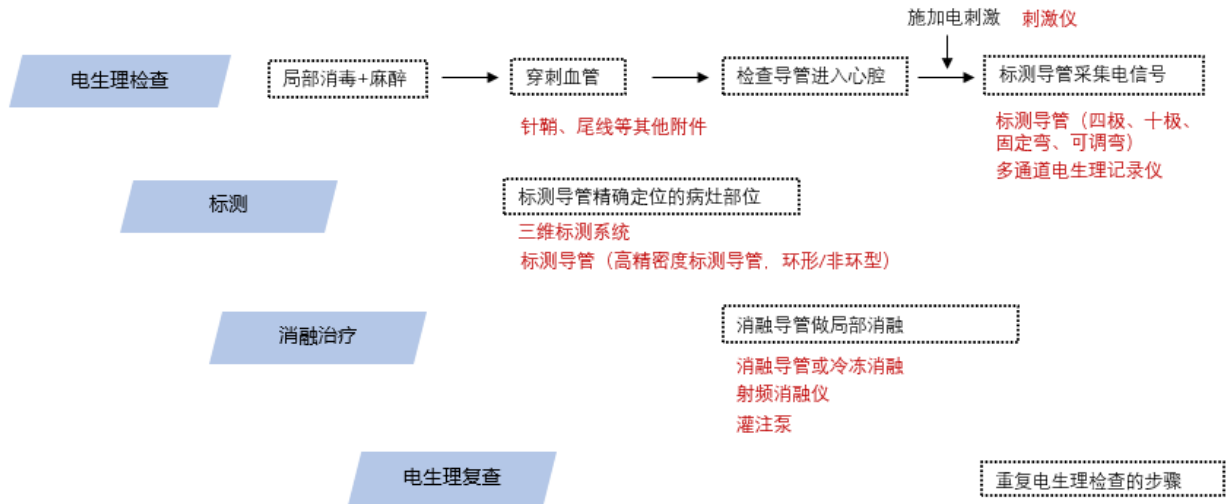 施加电刺激 刺激仪
电生理检查 局部消毒+麻醉 穿刺血管 检查导管进入心腔 标测导管采集电信号
针鞘、尾线等其他附件
标测导管（四极、十极、
固定弯、可调弯）
多通道电生理记录仪
标测 标测导管精确定位的病灶部位
三维标测系统
标测导管（高精密度标测导管，环形/非环型）
消融治疗 消融导管做局部消融
消融导管或冷冻消融
射频消融仪
灌注泵
电生理复查 重复电生理检查的步骤